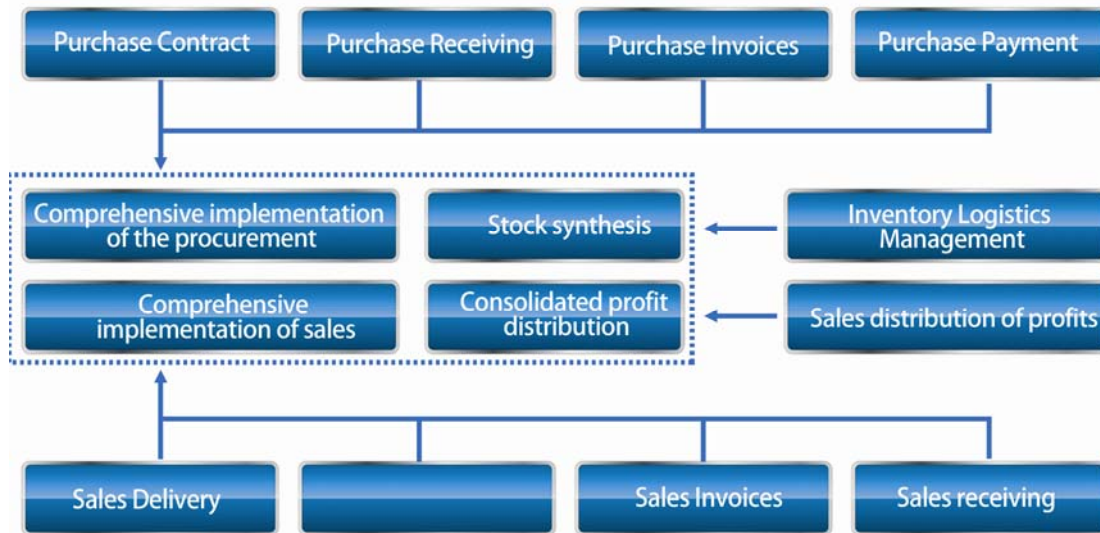 Purchase Contract
Purchase Receiving
Purchase Invoices
Purchase Payment
Comprehensive implementation
of the procurement
Stock synthesis
Inventory Logistics
Management
Comprehensive
implementation of sales
Consolidated profit
distribution
Sales distribution of profits
Sales Delivery
Sales Invoices
Sales receiving